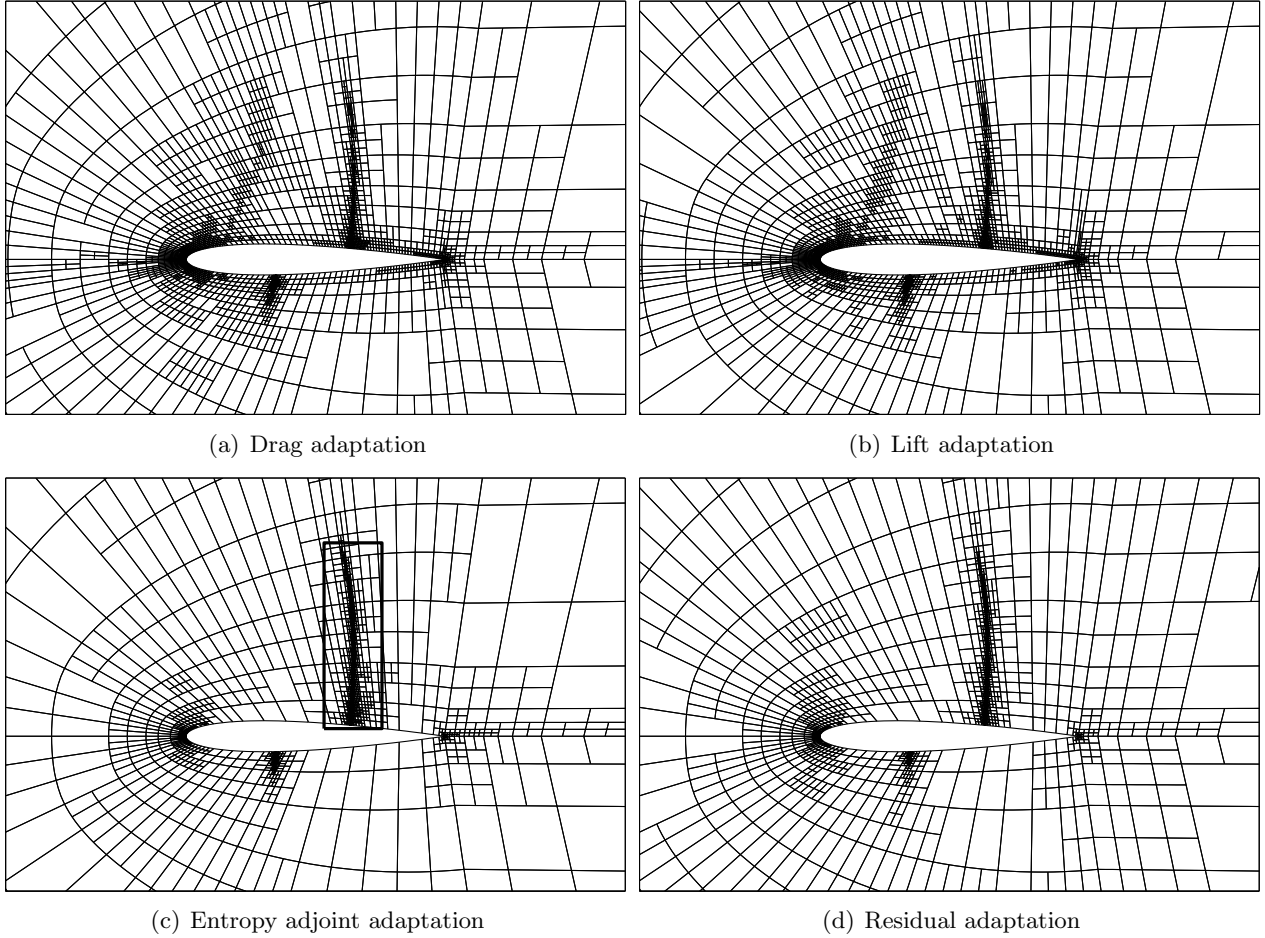 (a) Drag adaptation
(b) Lift adaptation
(c) Entropy adjoint adaptation
(d) Residual adaptation